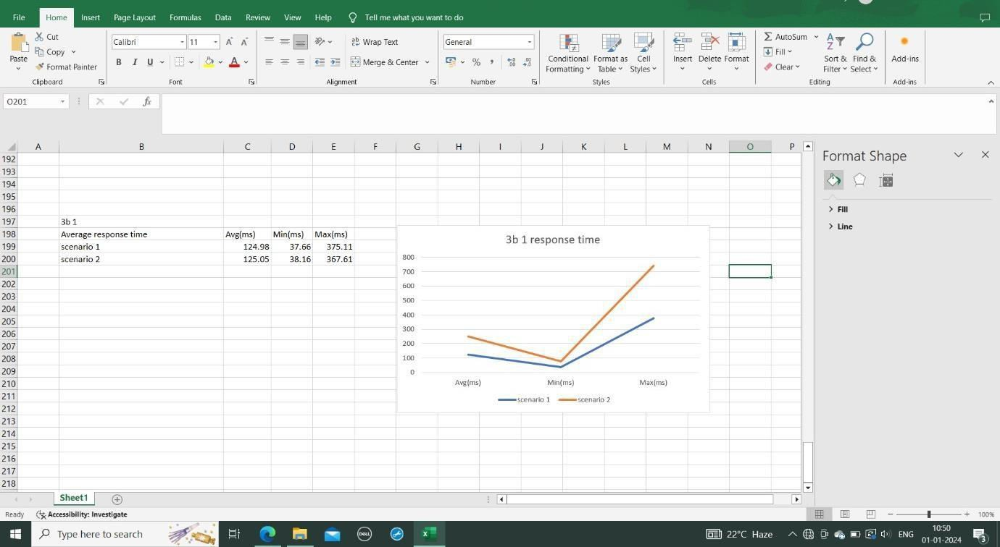 File Home Insert Page Layout Formulas Data Review View Help Tell me what you want to do
Cut
Copy
Format Painter
Paste
Clipboard
Calibri 11
B I U
Font
Wrap Text
Merge & Center
Alignment
General
% ,
Number
Conditional Formatting
Format as Table
Cell Styles
Styles
Insert Delete Format
Cells
AutoSum
Fill
Clear
Sort & Filter
Find & Select
Editing
Add-ins
Add-ins
O201 fx
A B C D E F G H I J K L M N O P
192
193
194
195
196
197 3b 1
198 Average response time Avg(ms) Min(ms) Max(ms)
199 scenario 1 124.98 37.66 375.11
200 scenario 2 125.05 38.16 367.61
201
202
203
204
205
206
207
208
209
210
211
212
213
214
215
216
217
218
3b 1 response time
800
700
600
500
400
300
200
100
0
Avg(ms) Min(ms) Max(ms)
scenario 1 scenario 2
Format Shape
Fill
Line
Sheet1
Ready Accessibility: Investigate 100%
Type here to search DELL 22°C Haze ENG 10:50
01-01-2024 3